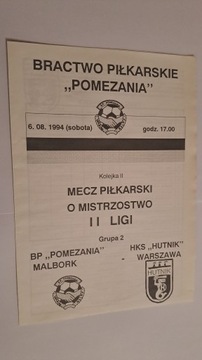 BRACTWO PIŁKARSKIE
„POMEZANIA"
6. 08. 1994 (sobota) godz. 17.00
Kolejka II
MECZ PIŁKARSKI
O MISTRZOSTWO
II LIGI
Grupa 2
BP „POMEZANIA" - HKS „HUTNIK"
MALBORK WARSZAWA
HUTNIK